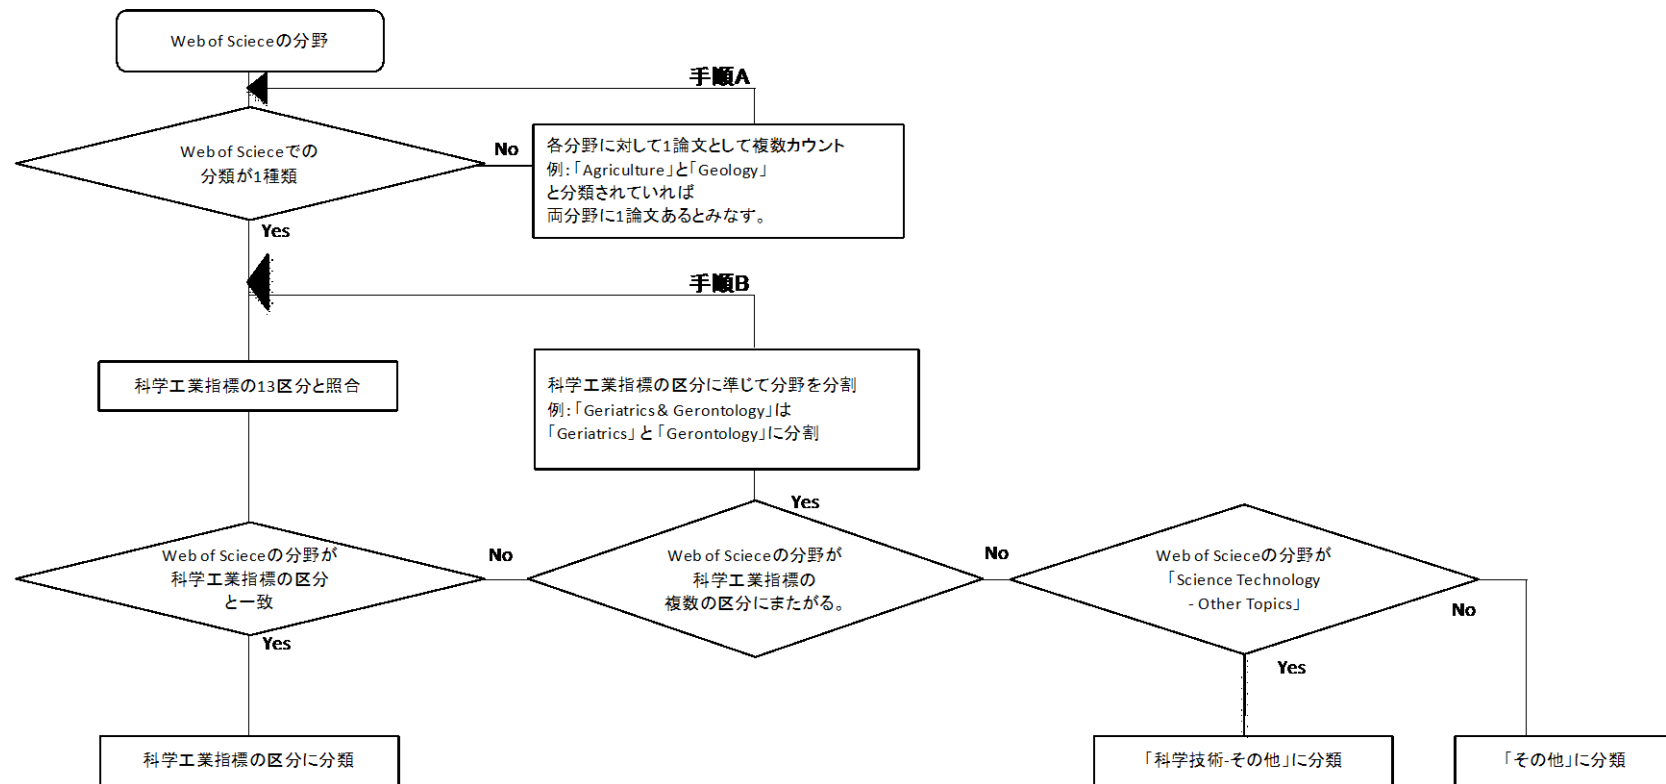 Web of Scieceの分野
手順A
Web of Scieceでの
分類が1種類
No
各分野に対して1論文として複数カウント
例:「Agriculture」と「Geology」
と分類されていれば
両分野に1論文あるとみなす。
Yes
手順B
科学工業指標の13区分と照合
科学工業指標の区分に準じて分野を分割
例:「Geriatrics & Gerontology」は
「Geriatrics」と「Gerontology」に分割
Yes
Web of Scieceの分野が
科学工業指標の区分
と一致
No
Web of Scieceの分野が
科学工業指標の
複数の区分にまたがる。
No
Web of Scieceの分野が
「Science Technology
- Other Topics」
No
Yes
Yes
科学工業指標の区分に分類
「科学技術-その他」に分類
「その他」に分類